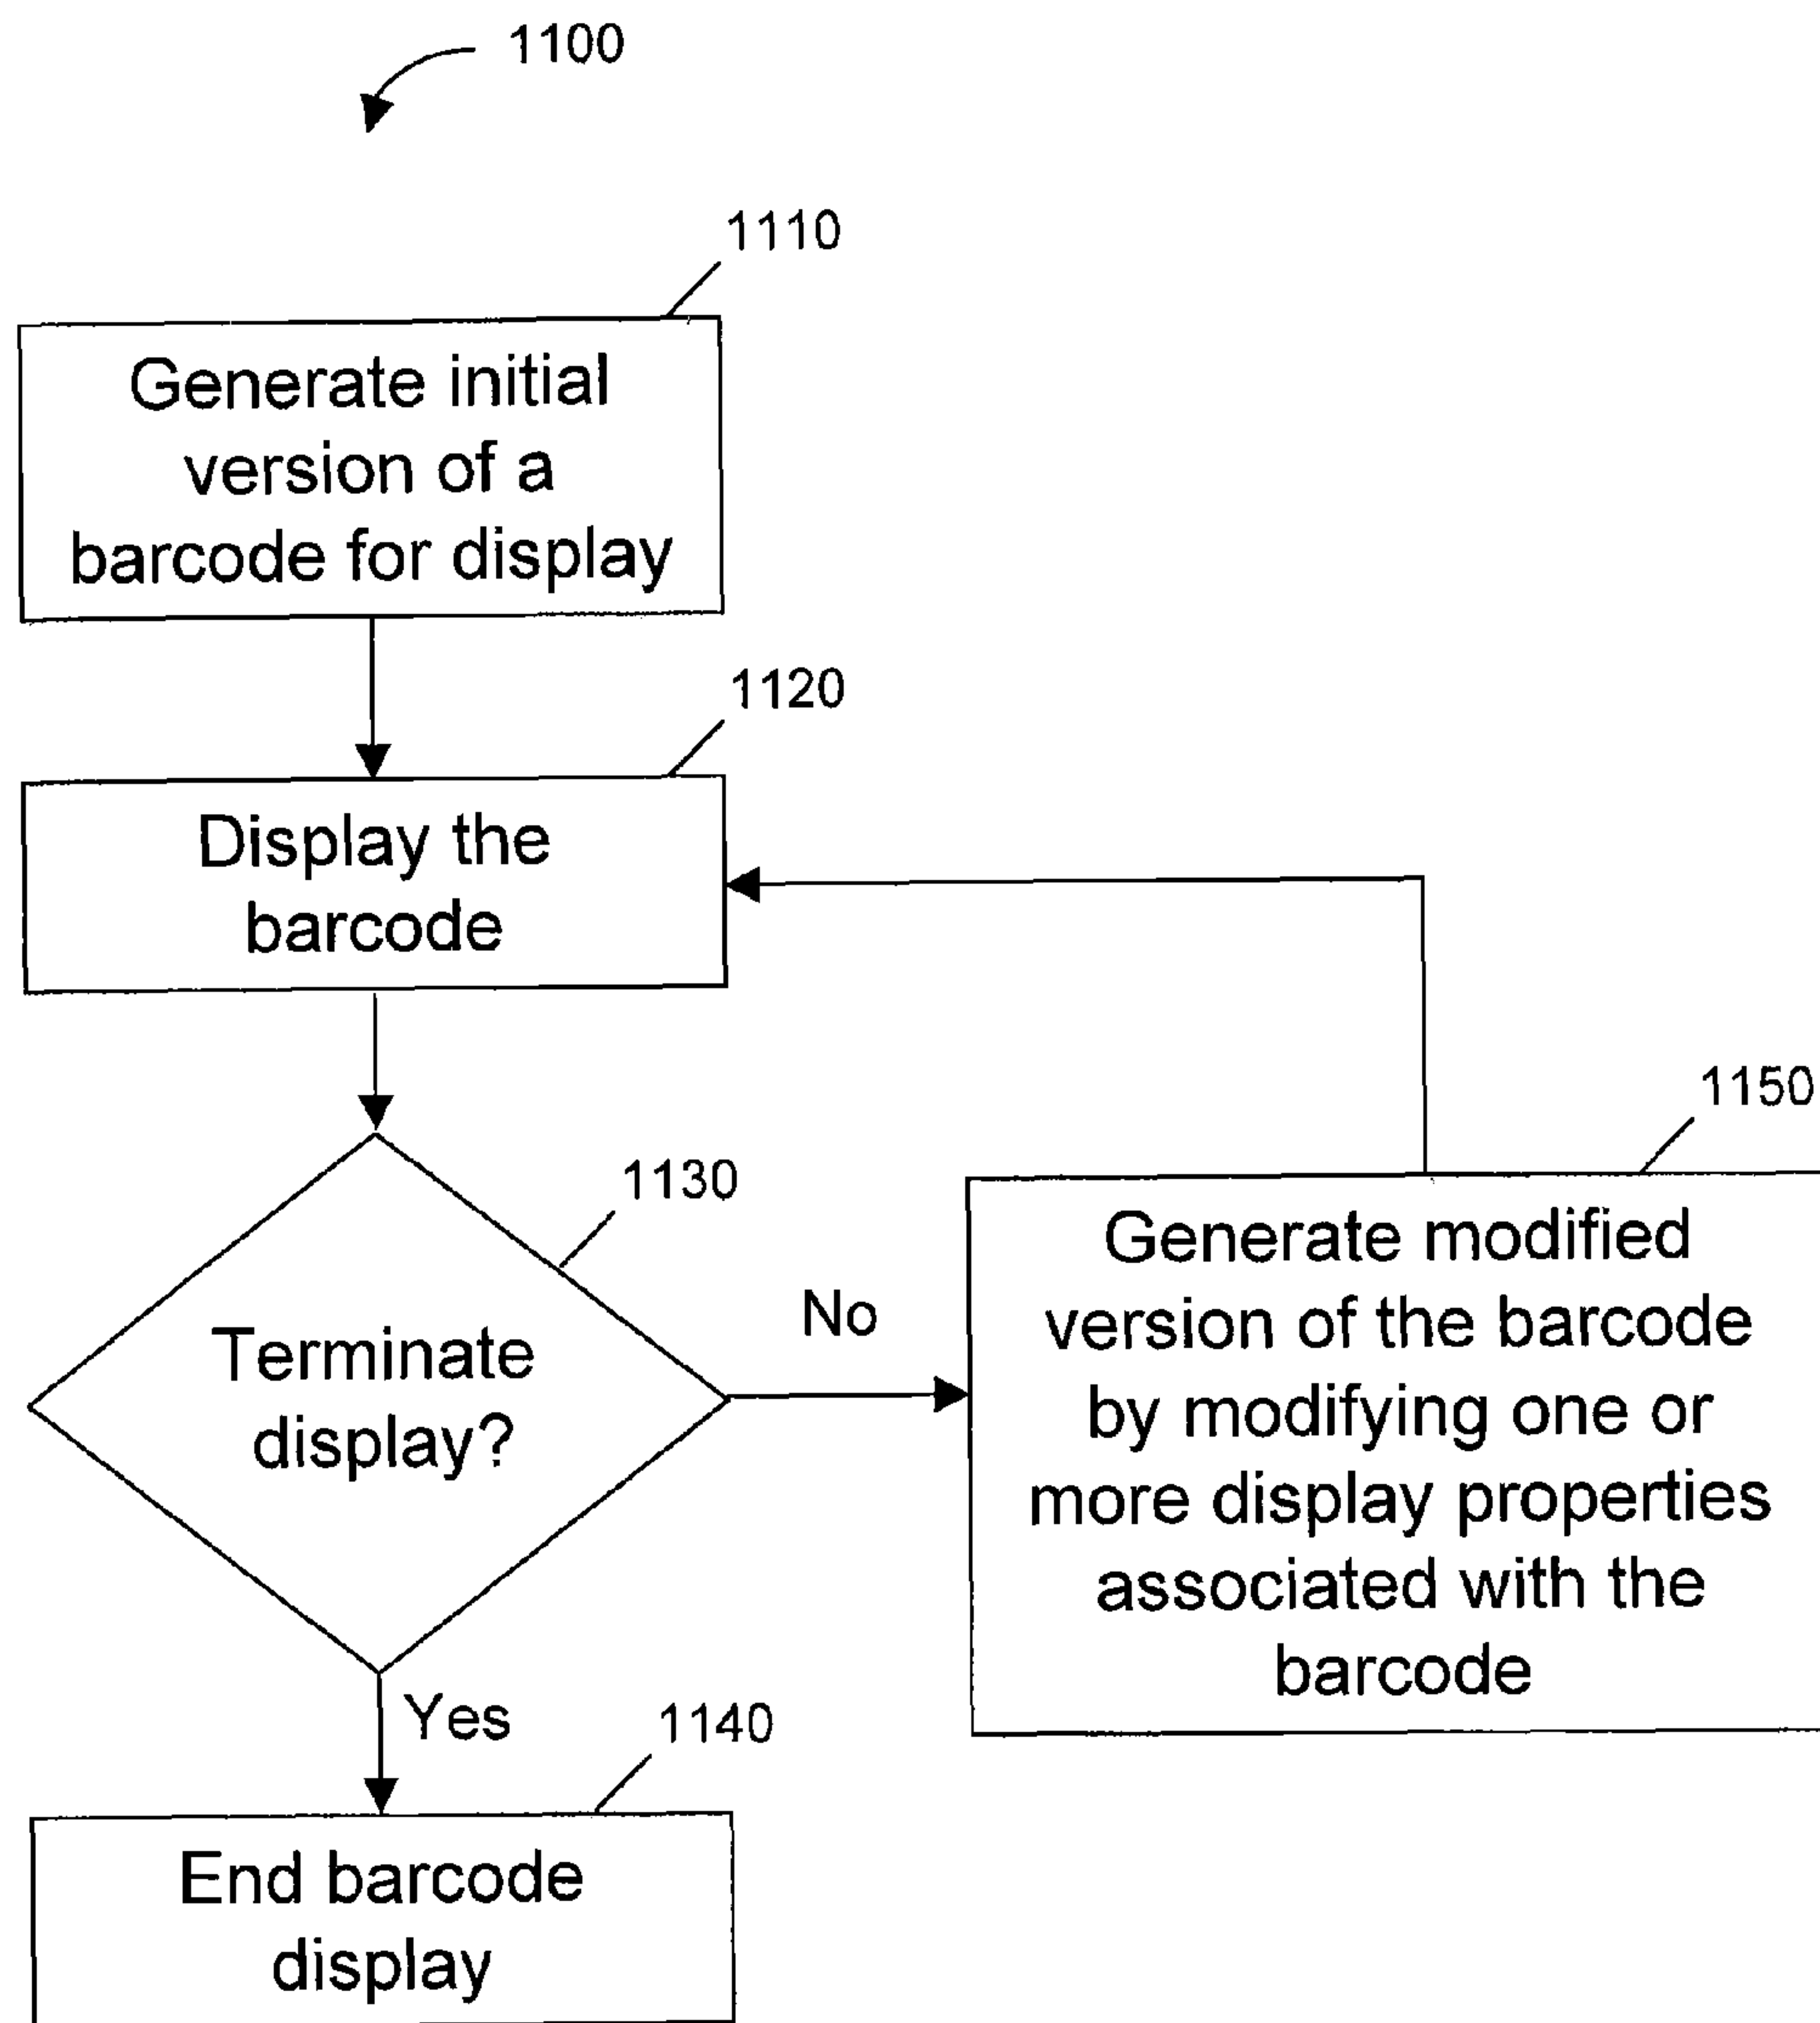 1100
1110
Generate initial
version of a
barcode for display
1120
Display the
barcode
1130
Terminate
display?
No
1150
Generate modified
version of the barcode
by modifying one or
more display properties
associated with the
barcode
Yes
1140
End barcode
display